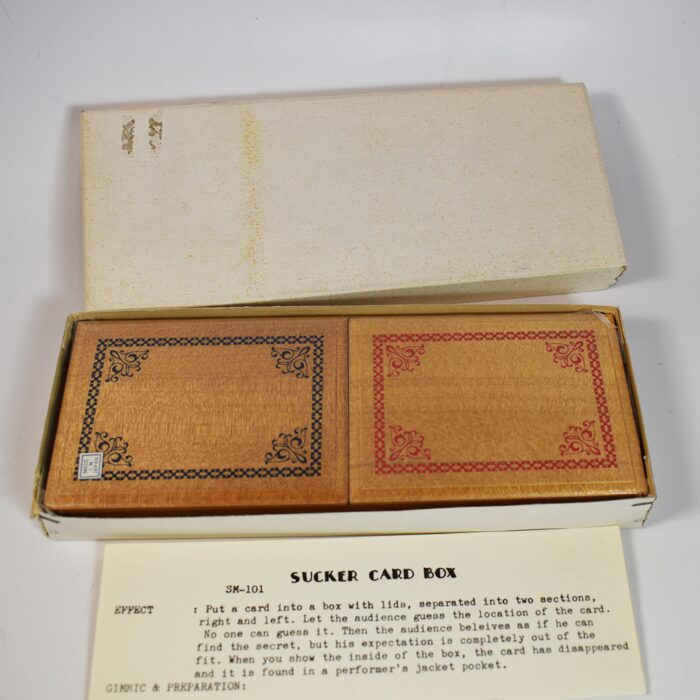 SUCKER CARD BOX
SM-101
EFFECT : Put a card into a box with lids, separated into two sections,
right and left. Let the audience guess the location of the card.
No one can guess it. Then the audience beleives as if he can
find the secret, but his expectation is completely out of the
fit. When you show the inside of the box, the card has disappeared
and it is found in a performer's jacket pocket.
GIMMIC & PREPARATION: